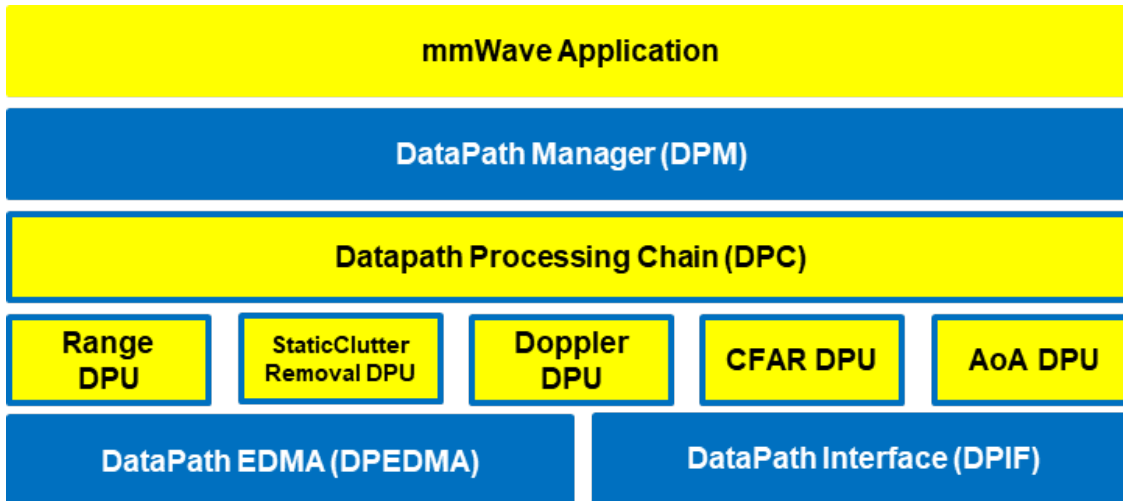 mmWave Application
DataPath Manager (DPM)
Datapath Processing Chain (DPC)
Range
DPU
StaticClutter
Removal DPU
Doppler
DPU
CFAR DPU
AoA DPU
DataPath EDMA (DPEDMA)
DataPath Interface (DPIF)